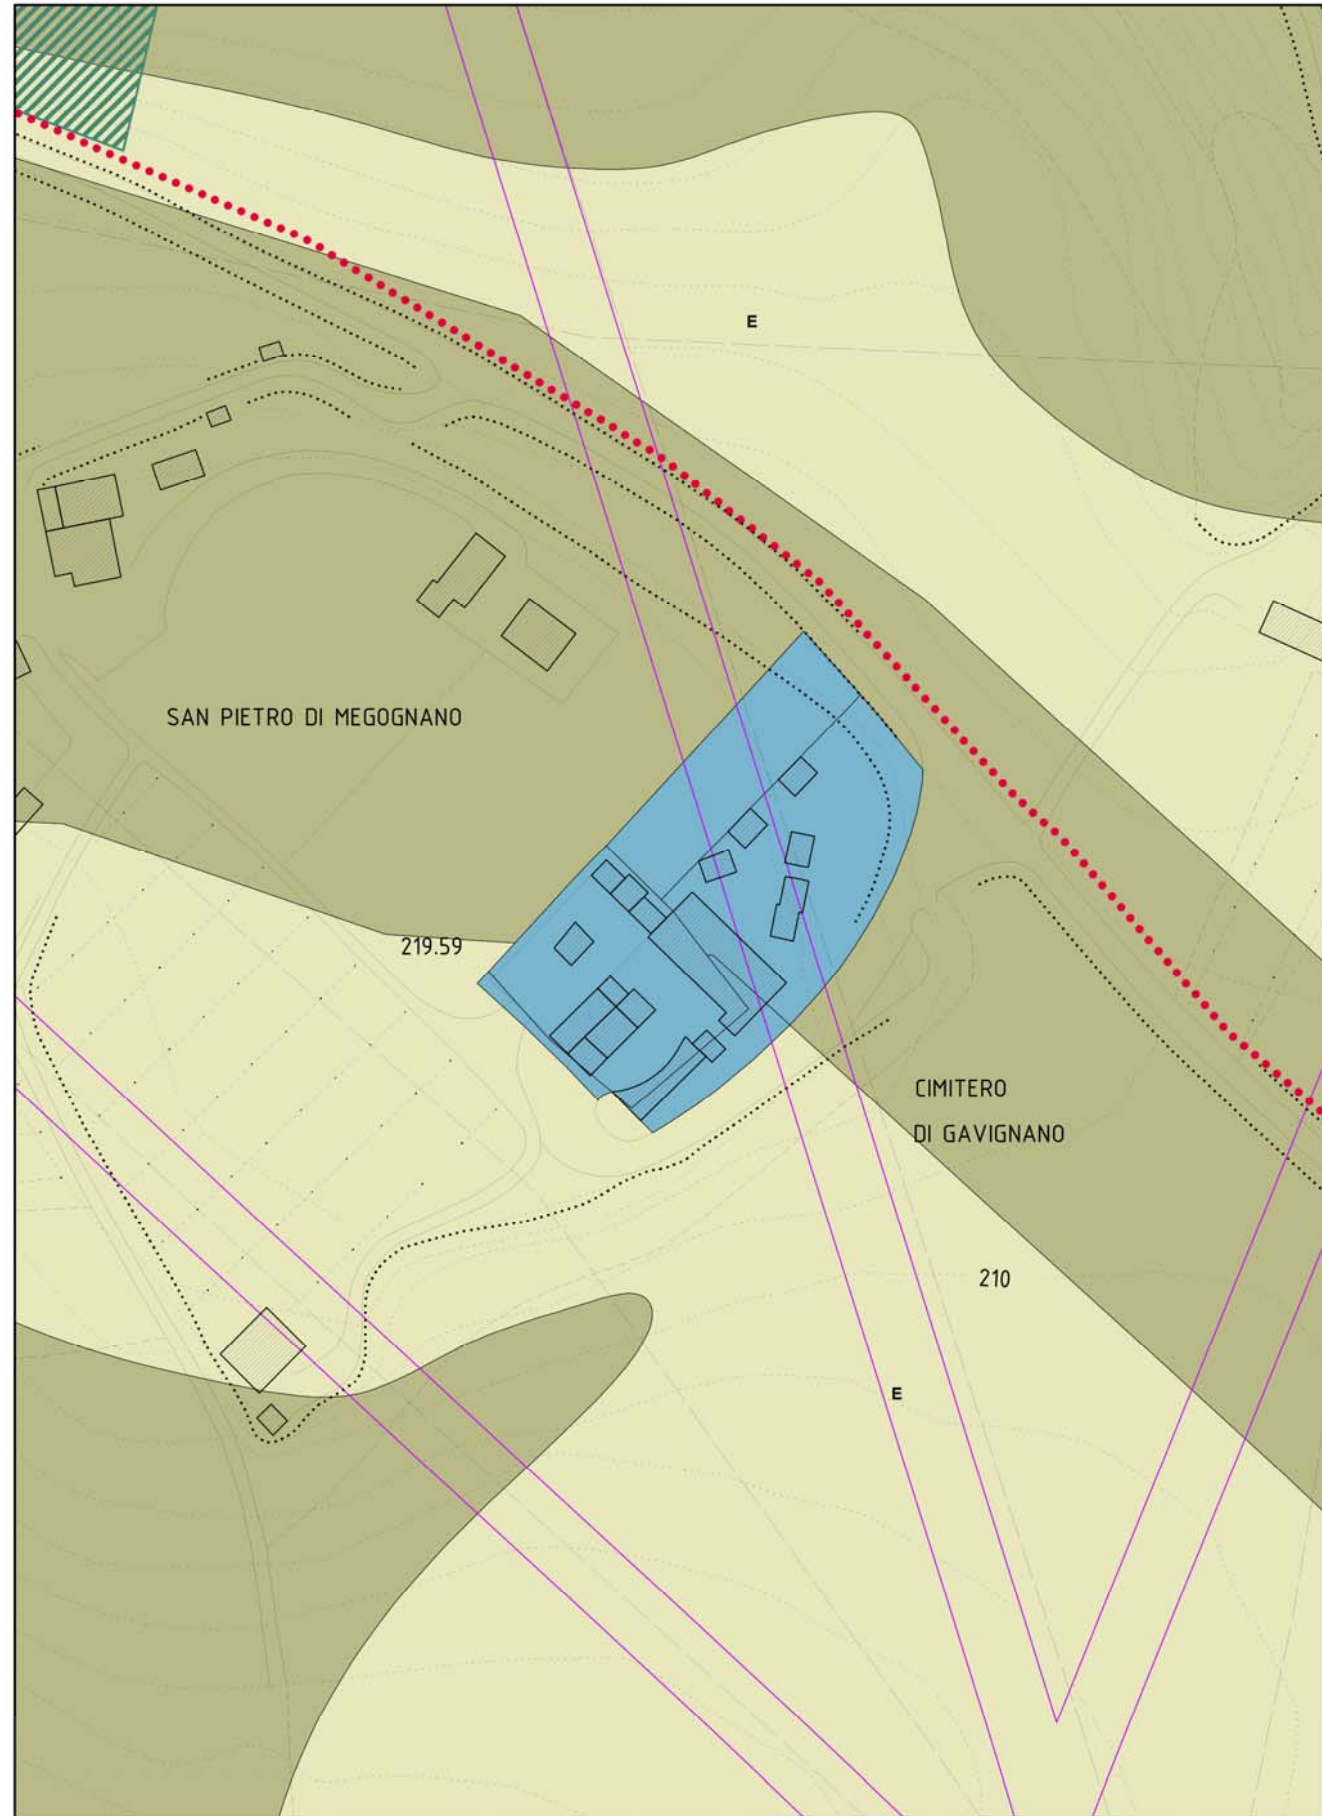 E
SAN PIETRO DI MEGOGNANO
219.59
CIMITERO
DI GAVIGNANO
210
E